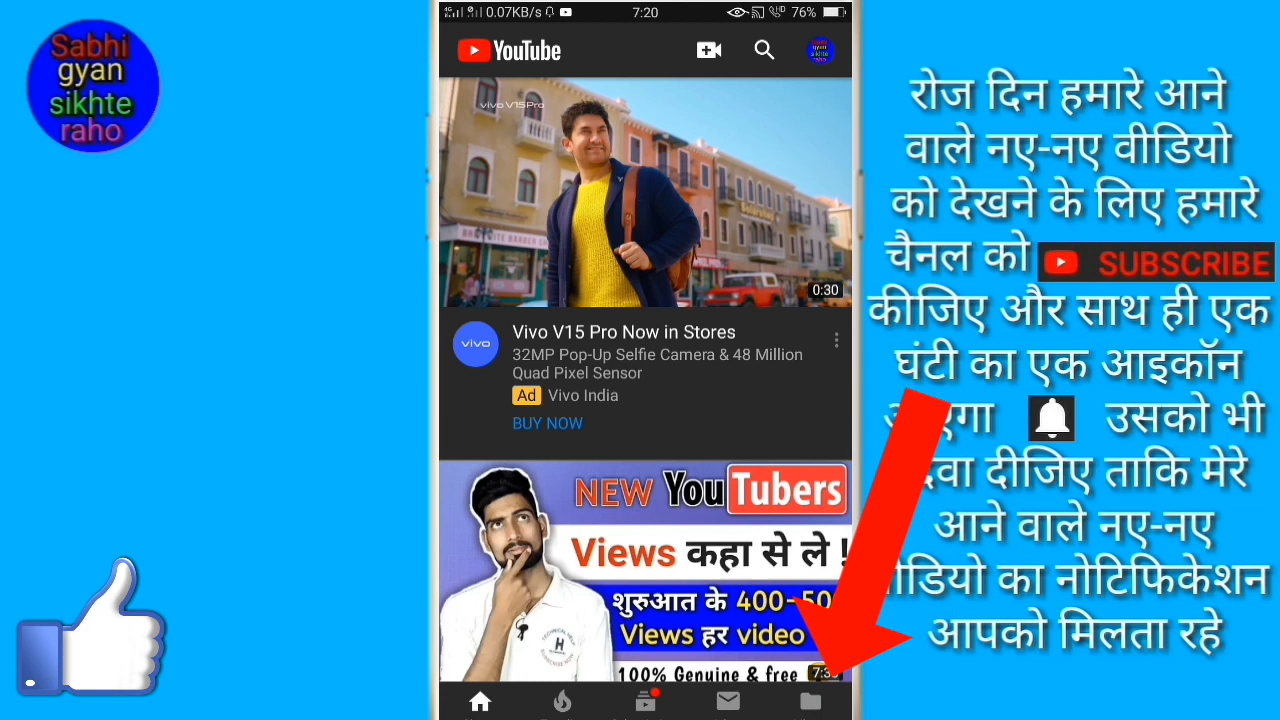 Sabhi
gyan
sikhte
raho
0.07KB/s
7:20
76%
YouTube
vivo V15Pro
0:30
vivo
Vivo V15 Pro Now in Stores
32MP Pop-Up Selfie Camera & 48 Million
Quad Pixel Sensor
Ad Vivo India
BUY NOW
NEW YouTubers
Views कहा से ले !
शुरुआत के
Views हर video
100% Genuine & free
रोज दिन हमारे आने
वाले नए-नए वीडियो
को देखने के लिए हमारे
चैनल को SUBSCRIBE
कीजिए और साथ ही एक
घंटी का एक आइकॉन
उसको भी
दीजिए ताकि मेरे
आने वाले नए-नए
का नोटिफिकेशन
आपको मिलता रहे